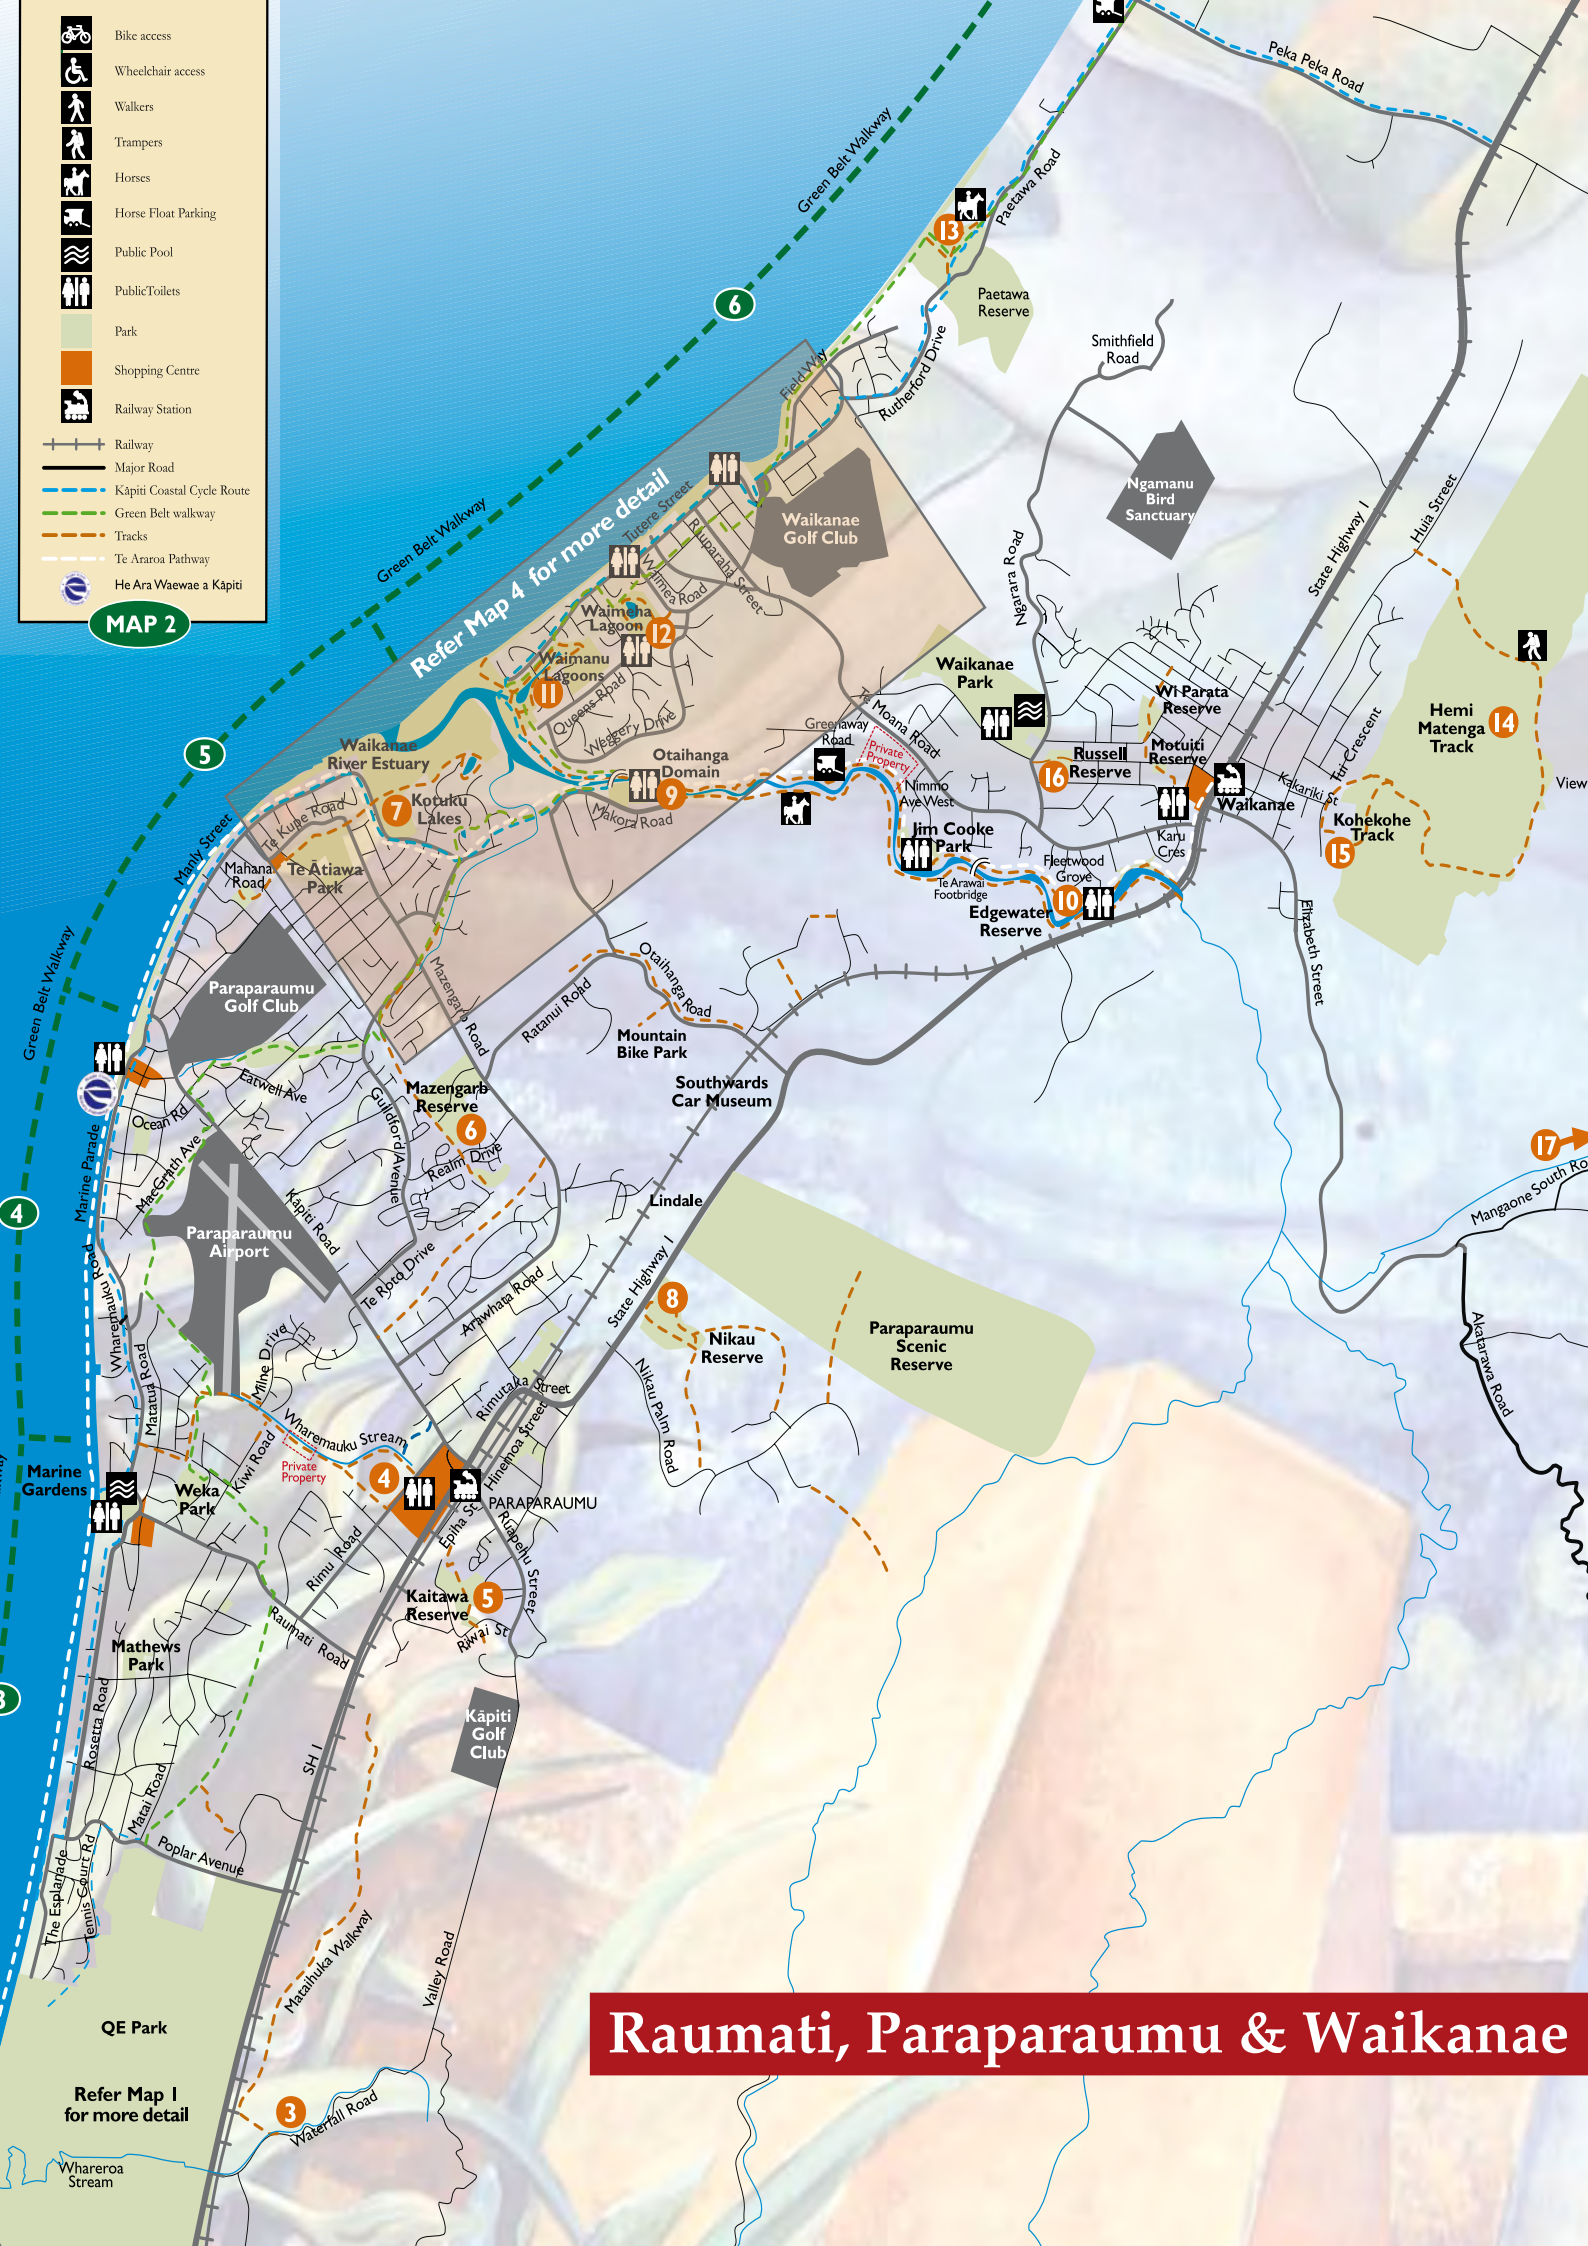 Bike access
Wheelchair access
Walkers
Trampers
Horses
Horse Float Parking
Public Pool
PublicToilets
Park
Shopping Centre
Railway Station
Railway
Major Road
Kāpiti Coastal Cycle Route
Green Belt walkway
Tracks
Te Araroa Pathway
He Ara Waewae a Kāpiti
MAP 2
Peka Peka Road
Green Belt Walkway
Paetawa Road
13
6
Paetawa
Reserve
Smithfield
Road
Rutherford Drive
Field Way
Ngamanu
Bird
Sanctuary
Refer Map 4 for more detail
Tutere Street
Waikanae
Golf Club
Rauparaha Street
Green Belt Walkway
Waimea Road
Huia Street
State Highway 1
Ngarara Road
Waimeha
Lagoon
12
Waimanu
Lagoons
11
Queens Road
Weggery Drive
Waikanae
Park
Te Moana Road
Greenaway
Road
Private
Property
Wi Parata
Reserve
Hemi
Matenga
Track
14
Tui Crescent
Russell
Reserve
16
Motuiti
Reserve
Kakariki St
Waikanae
View
5
Waikanae
River Estuary
Otaihanga
Domain
9
7
Kotuku
Lakes
Makora Road
Nimmo
Ave West
Jim Cooke
Park
Karu
Cres
Kohekohe
Track
15
Te Kupe Road
Manly Street
Mahana
Road
Te Ātiawa
Park
Te Arawai
Footbridge
Fleetwood
Grove
10
Edgewater
Reserve
Elizabeth Street
Green Belt Walkway
Paraparaumu
Golf Club
Mazengarb Road
Ratanui Road
Otaihanga Road
Mountain
Bike Park
Southwards
Car Museum
Eatwell Ave
Ocean Rd
Guildford Avenue
Mazengarb
Reserve
6
Realm Drive
Marine Parade
MacGrath Ave
Kāpiti Road
4
Paraparaumu
Airport
Lindale
17
Mangaone South Ro
Te Roto Drive
Arawhata Road
State Highway 1
8
Nikau
Reserve
Paraparaumu
Scenic
Reserve
Akatarawa Road
Wharemauku Road
Matatua Road
Milne Drive
Rimutaka Street
Hinemoa Street
Nikau Palm Road
Wharemauku Stream
Private
Property
Kiwi Road
4
Marine
Gardens
Weka
Park
PARAPARAUMU
Epiha St
Ruapehu Street
Rimu Road
Kaitawa
Reserve
5
Riwai St
Raumati Road
Mathews
Park
Rosetta Road
Kāpiti
Golf
Club
SH 1
Matai Road
Poplar Avenue
The Esplanade
Tennis Court Rd
Mataihuka Walkway
Valley Road
QE Park
Raumati, Paraparaumu & Waikanae
Refer Map 1
for more detail
3
Waterfall Road
Whareroa
Stream